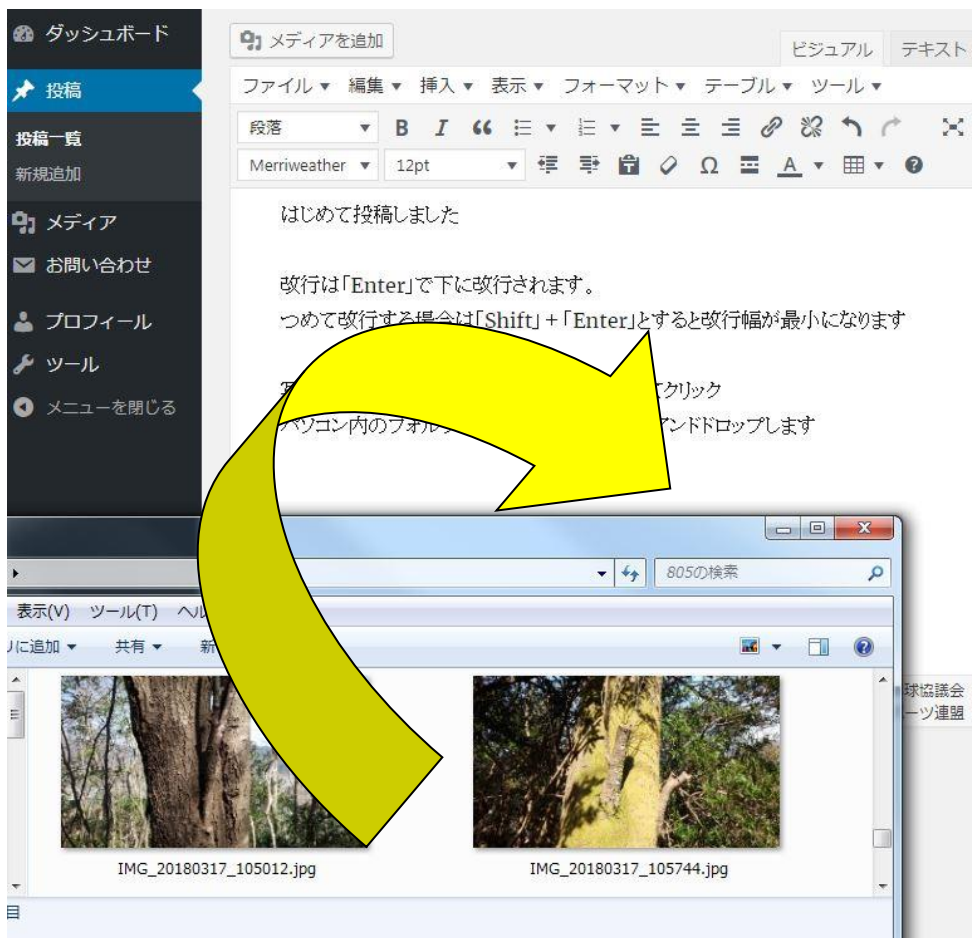 ダッシュボード
投稿
投稿一覧
新規追加
メディア
お問い合わせ
プロフィール
ツール
メニューを閉じる
メディアを追加
ビジュアル テキスト
ファイル 編集 挿入 表示 フォーマット テーブル ツール
段落 B I
Merriweather 12pt Ω A
はじめて投稿しました
改行は「Enter」で下に改行されます。
つめて改行する場合は「Shift」+「Enter」とすると改行幅が最小になります
クリック
パソコン内のフォル ドロップします
805の検索
表示(V) ツール(T) ヘル
に追加 共有 新
IMG_20180317_105012.jpg IMG_20180317_105744.jpg
球協議会
ーツ連盟
目